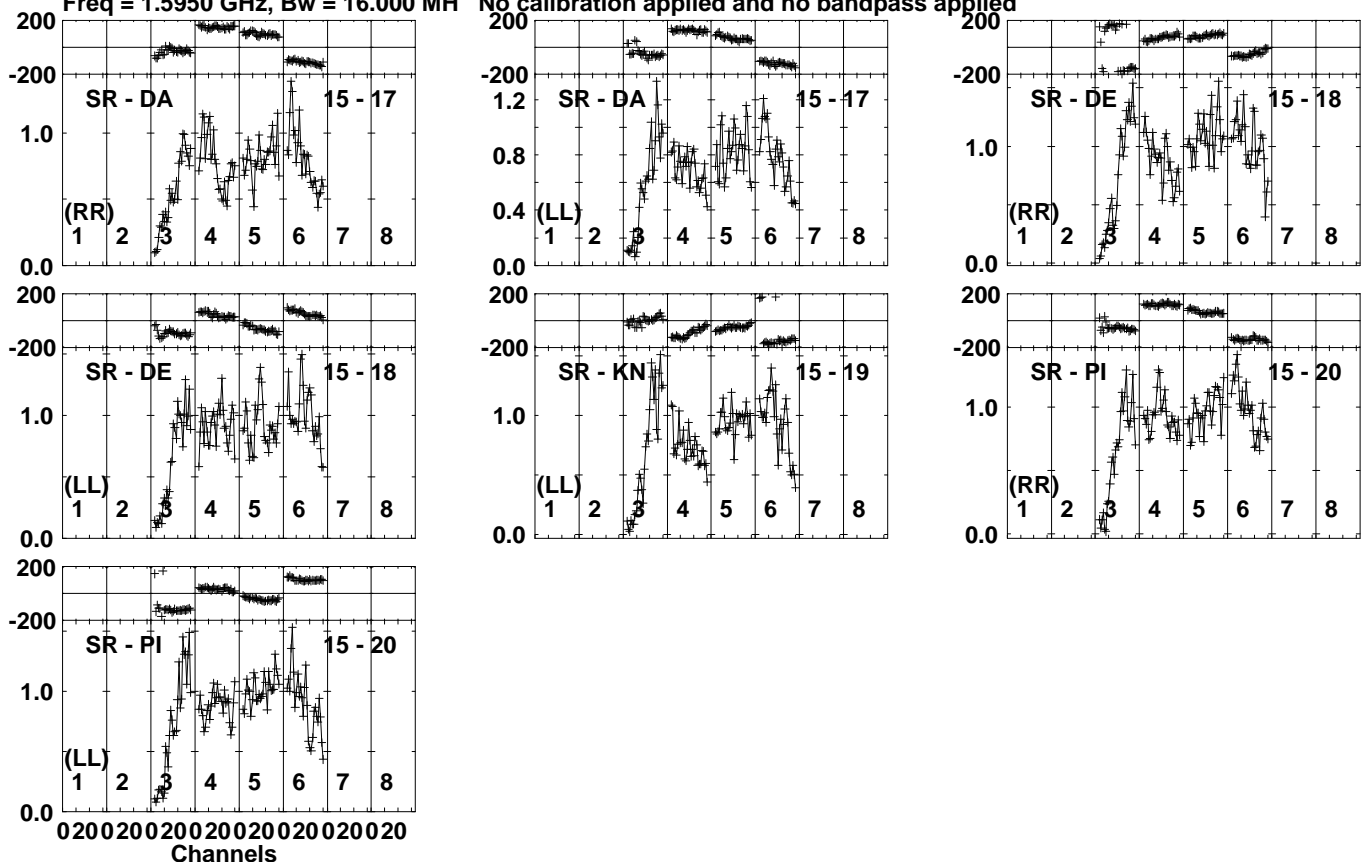 Freq = 1.5950 GHz, Bw = 16.000 MH No calibration applied and no bandpass applied
200 200 200
-200 -200 -200
SR - DA 15 - 17 SR - DA 15 - 17 SR - DE 15 - 18
1.2
1.0 1.0
0.8
0.4
(RR) (LL) (RR)
1 2 3 4 5 6 7 8 1 2 3 4 5 6 7 8 1 2 3 4 5 6 7 8
0.0 0.0 0.0
200 200 200
-200 -200 -200
SR - DE 15 - 18 SR - KN 15 - 19 SR - PI 15 - 20
1.0 1.0 1.0
(LL) (LL) (RR)
1 2 3 4 5 6 7 8 1 2 3 4 5 6 7 8 1 2 3 4 5 6 7 8
0.0 0.0 0.0
200
-200
SR - PI 15 - 20
1.0
(LL)
1 2 3 4 5 6 7 8
0.0
0 20 0 20 0 20 0 20 0 20 0 20 0 20 0 20
Channels